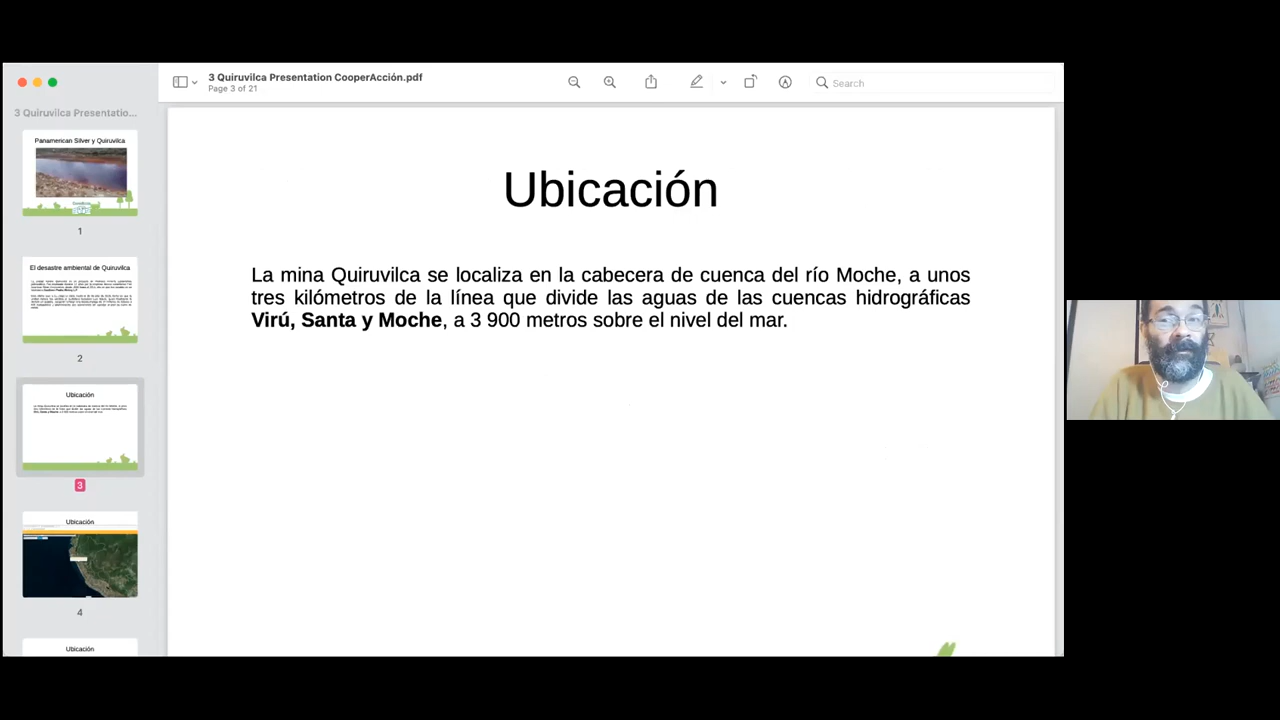 3 Quiruvilca Presentation CooperAcción.pdf
Page 3 of 21
Search
3 Quiruvilca Presentatio...
Panamerican Silver y Quiruvilca
1
El desastre ambiental de Quiruvilca
2
Ubicación
3
Ubicación
4
Ubicación
Ubicación
La mina Quiruvilca se localiza en la cabecera de cuenca del río Moche, a unos
tres kilómetros de la línea que divide las aguas de las cuencas hidrográficas
Virú, Santa y Moche, a 3 900 metros sobre el nivel del mar.